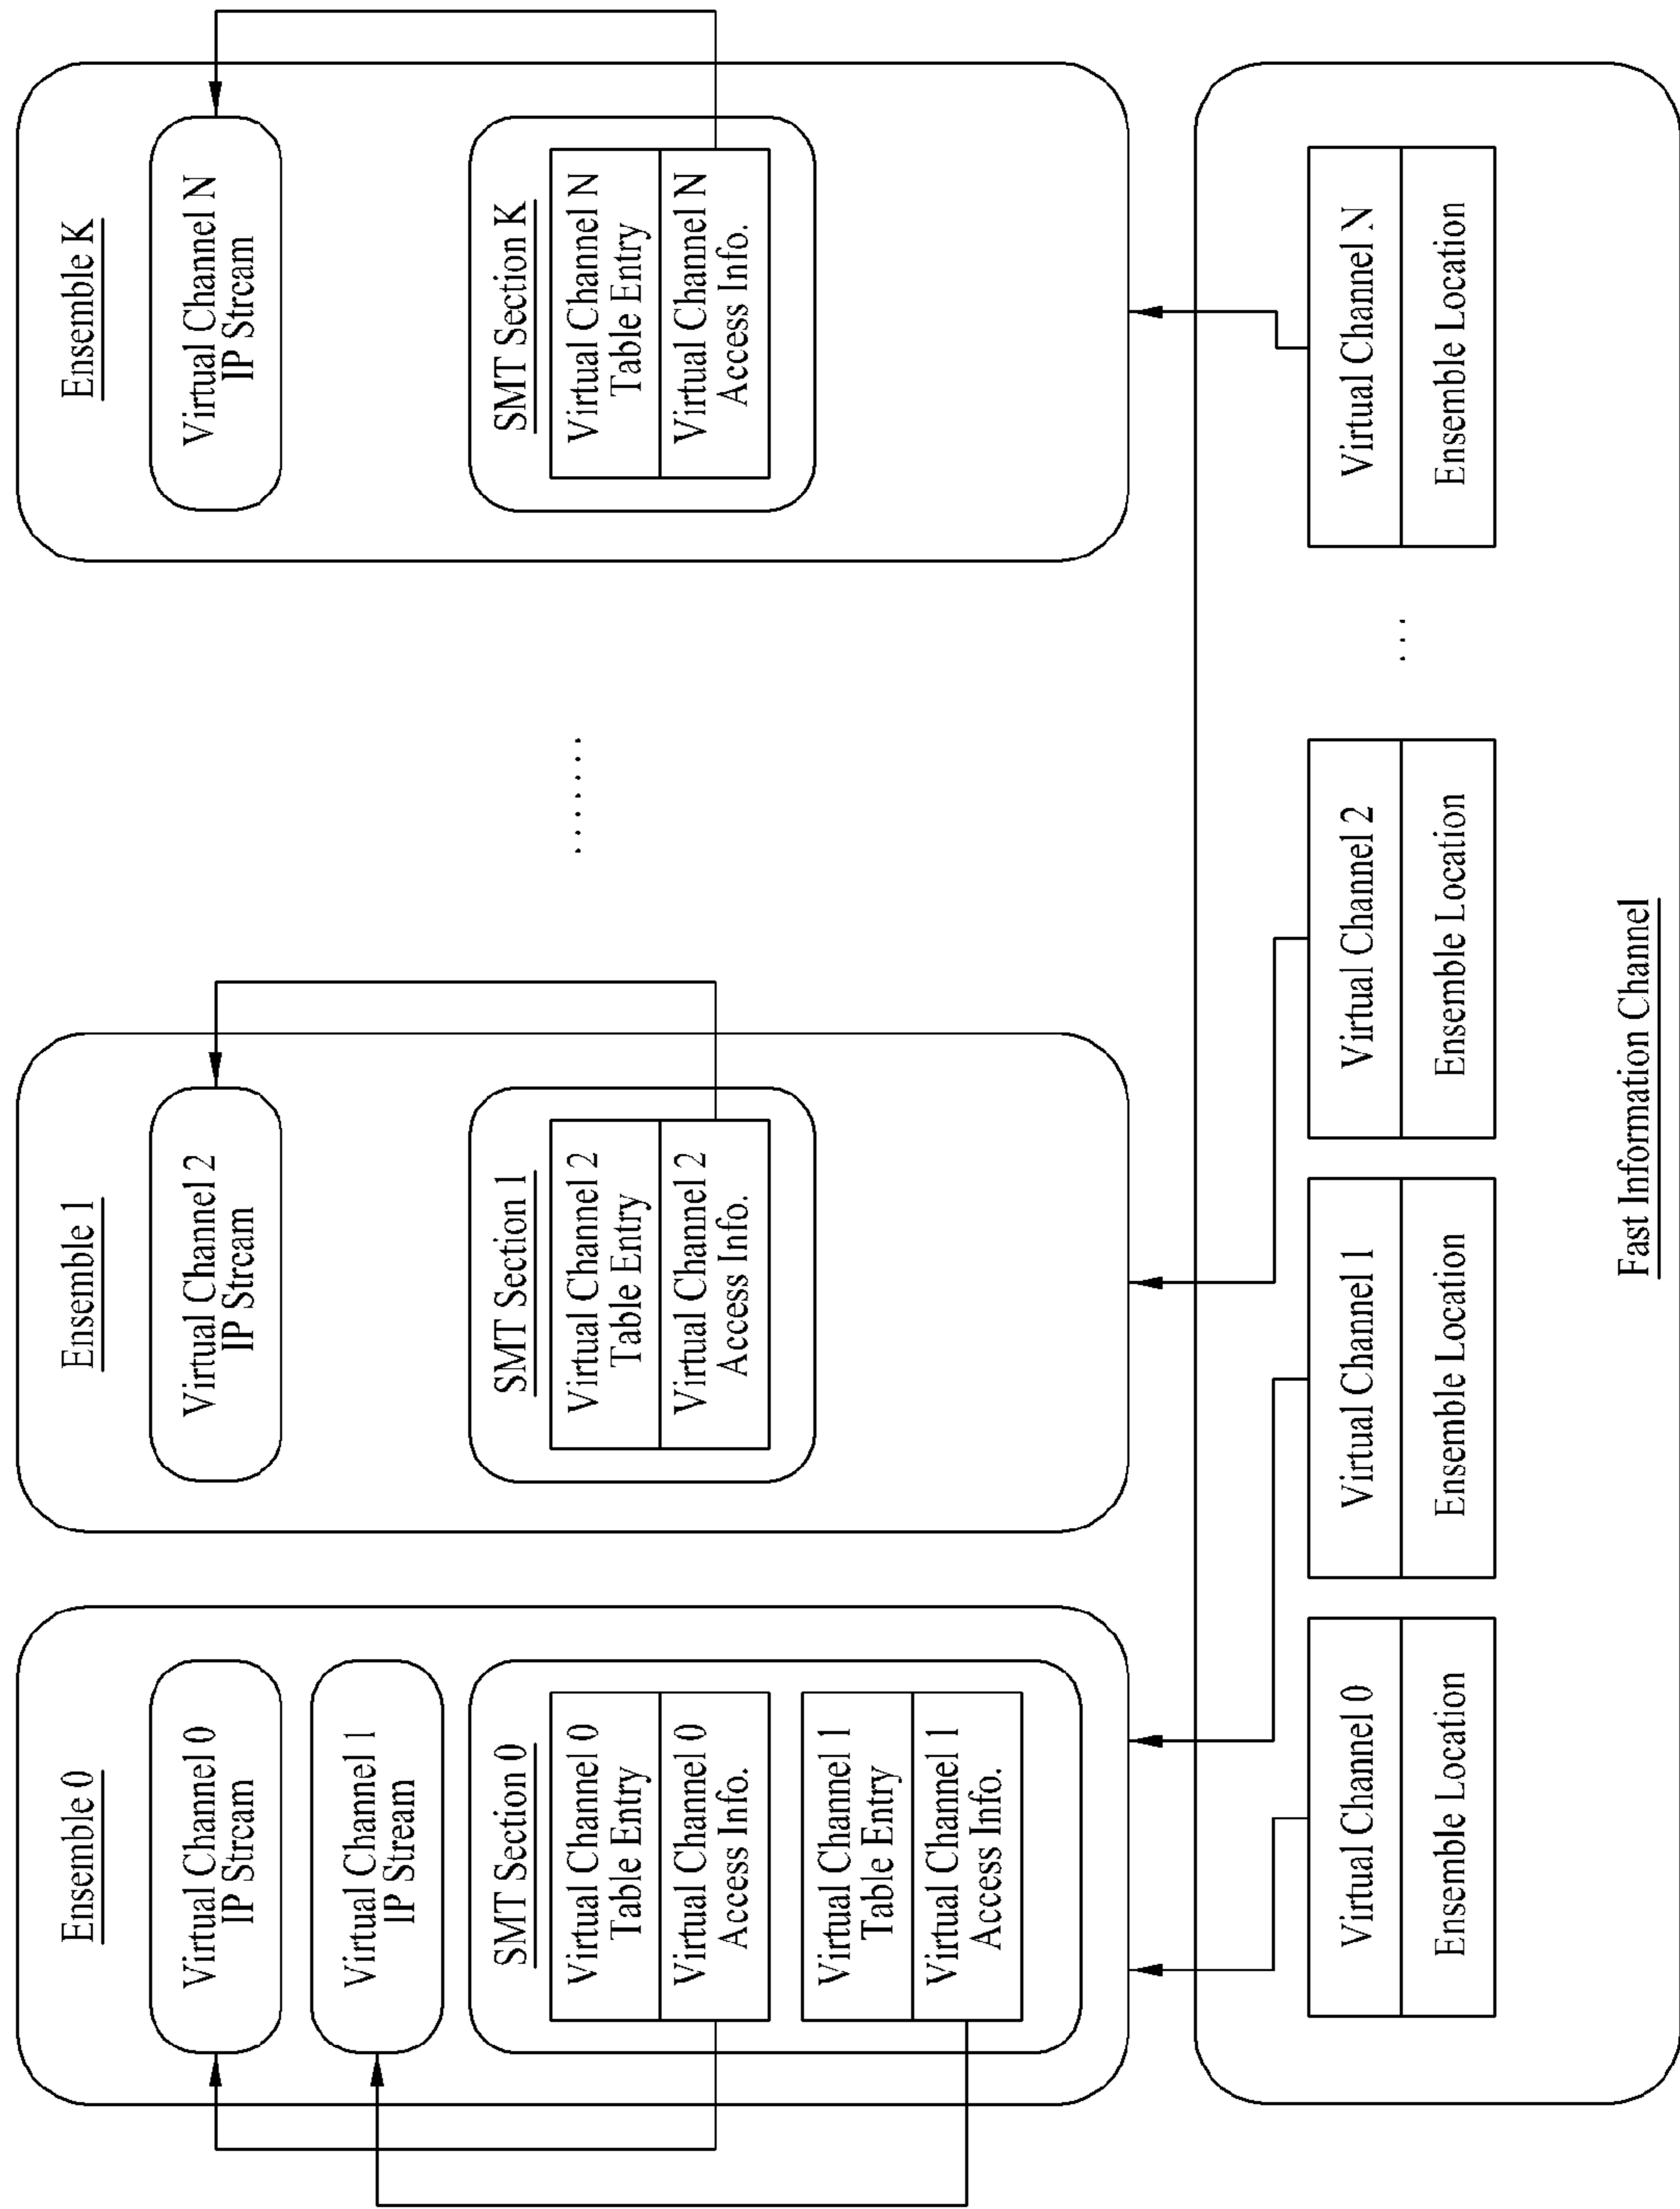 Ensemble 0
Virtual Channel 0
IP Stream
Virtual Channel 1
IP Stream
SMT Section 0
Virtual Channel 0
Table Entry
Virtual Channel 0
Access Info.
Virtual Channel 1
Table Entry
Virtual Channel 1
Access Info.
Ensemble 1
Virtual Channel 2
IP Stream
SMT Section 1
Virtual Channel 2
Table Entry
Virtual Channel 2
Access Info.
.......
Ensemble K
Virtual Channel N
IP Stream
SMT Section K
Virtual Channel N
Table Entry
Virtual Channel N
Access Info.
Virtual Channel 0
Ensemble Location
Virtual Channel 1
Ensemble Location
Virtual Channel 2
Ensemble Location
...
Virtual Channel N
Ensemble Location
Fast Information Channel